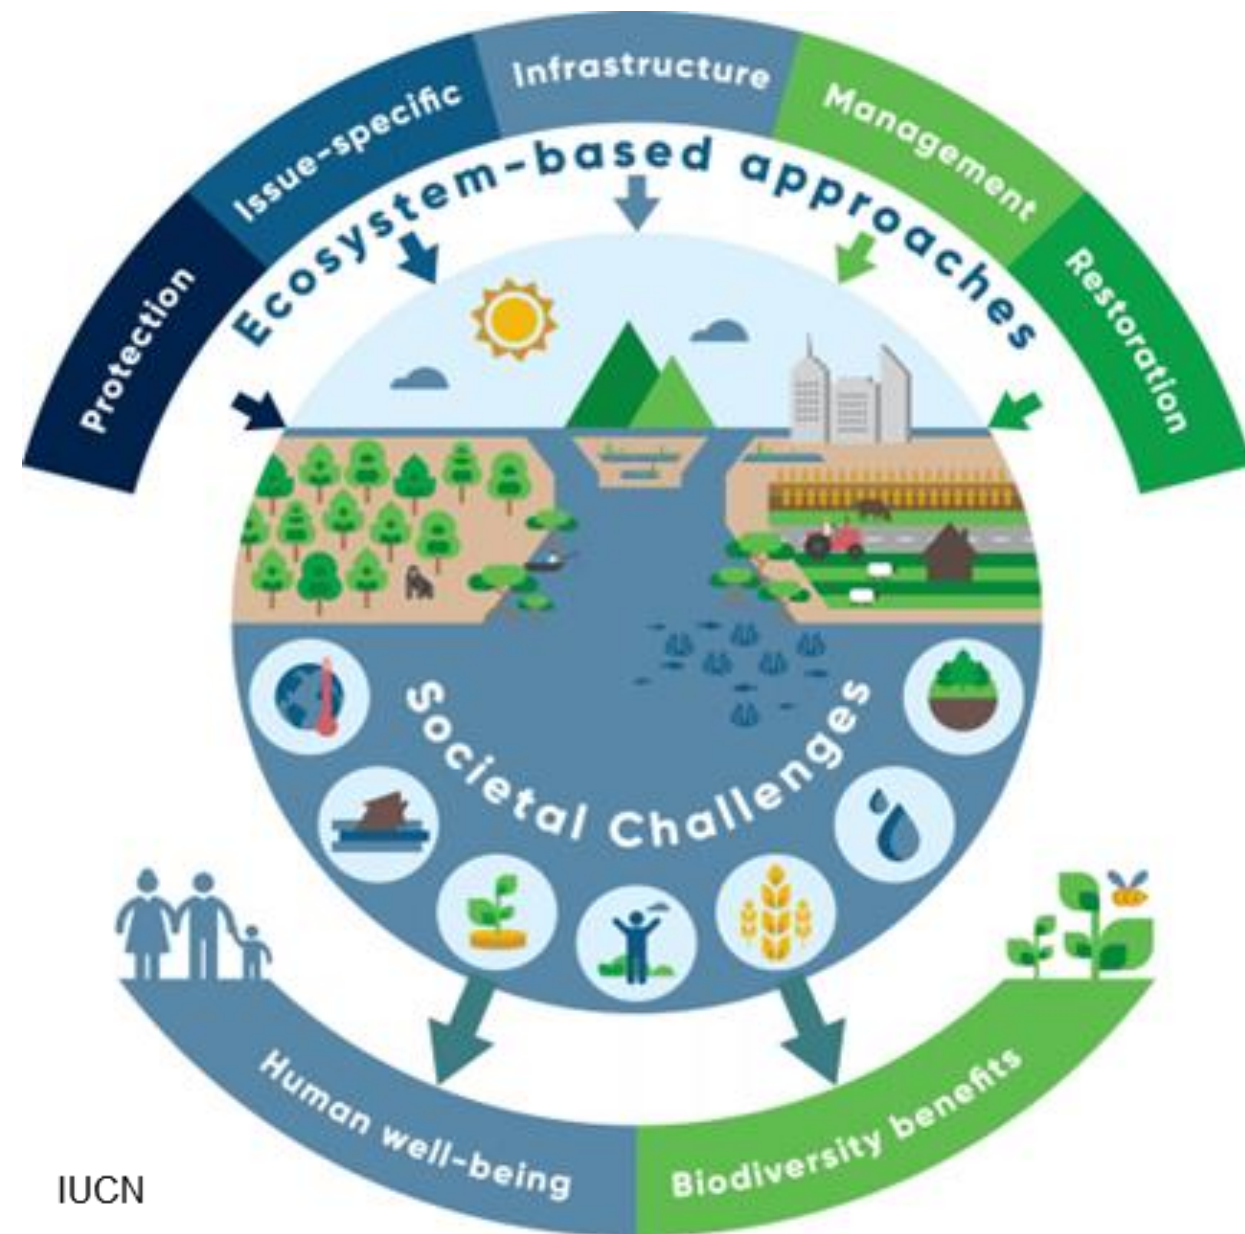 Protection
Issue-specific
Infrastructure
Management
Restoration
Ecosystem-based approaches
Societal Challenges
Human well-being
Biodiversity benefits
IUCN